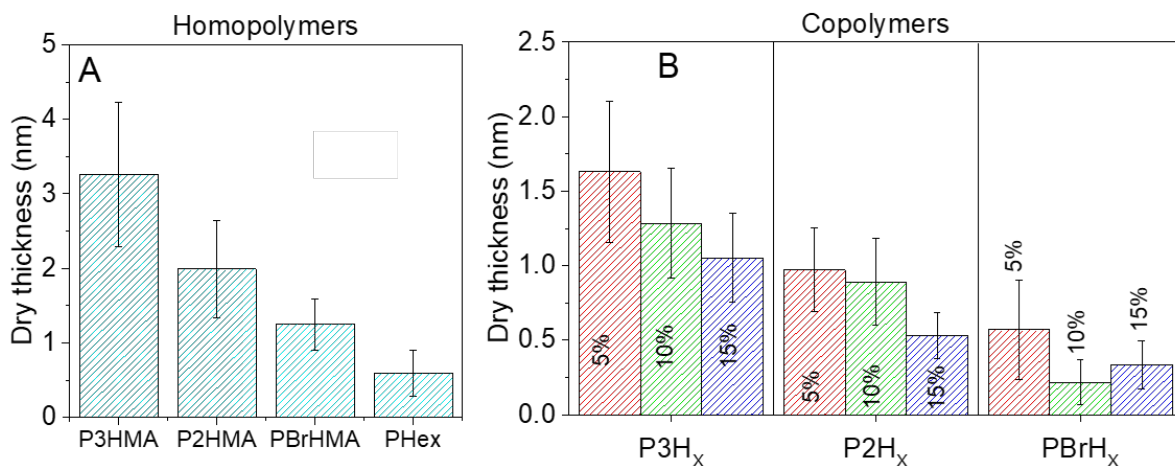 Homopolymers
A
Dry thickness (nm)
5
4
3
2
1
0
P3HMA P2HMA PBrHMA PHex
Copolymers
B
Dry thickness (nm)
2.5
2.0
1.5
1.0
0.5
0.0
5% 10% 15%
5% 10% 15%
5% 10% 15%
P3Hx P2Hx PBrHx